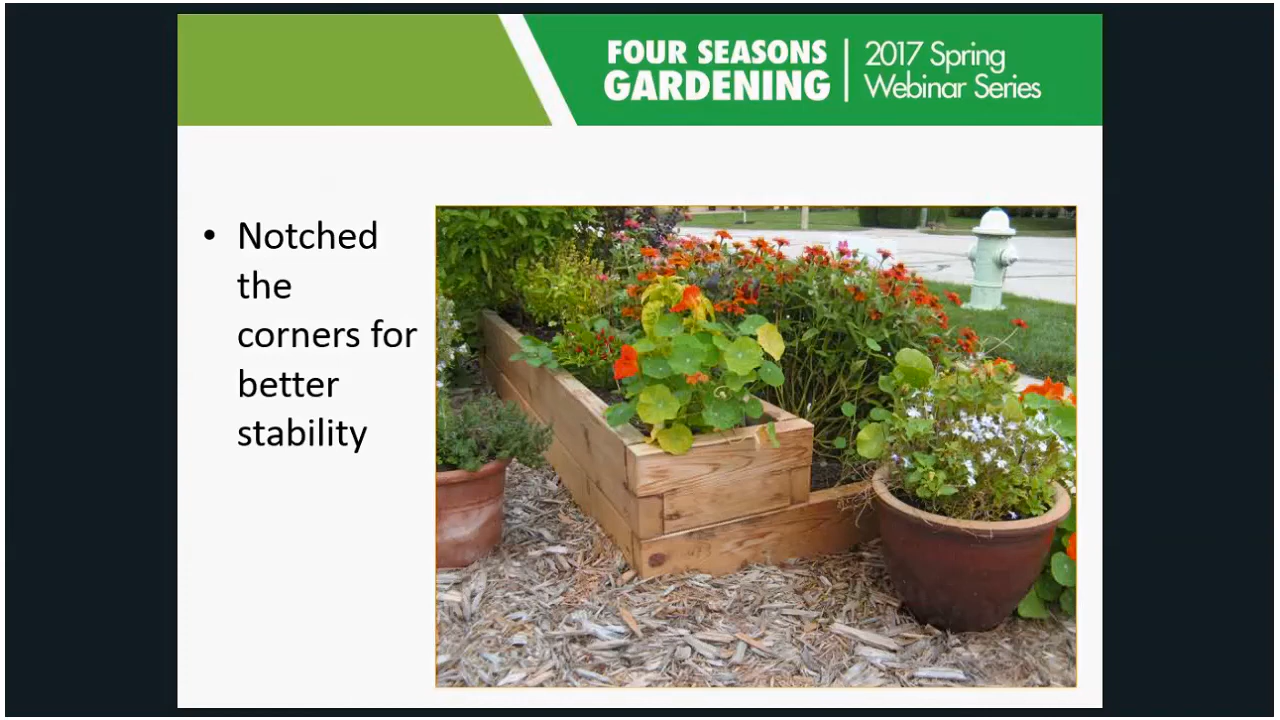 FOUR SEASONS
GARDENING
2017 Spring
Webinar Series
• Notched
the
corners for
better
stability